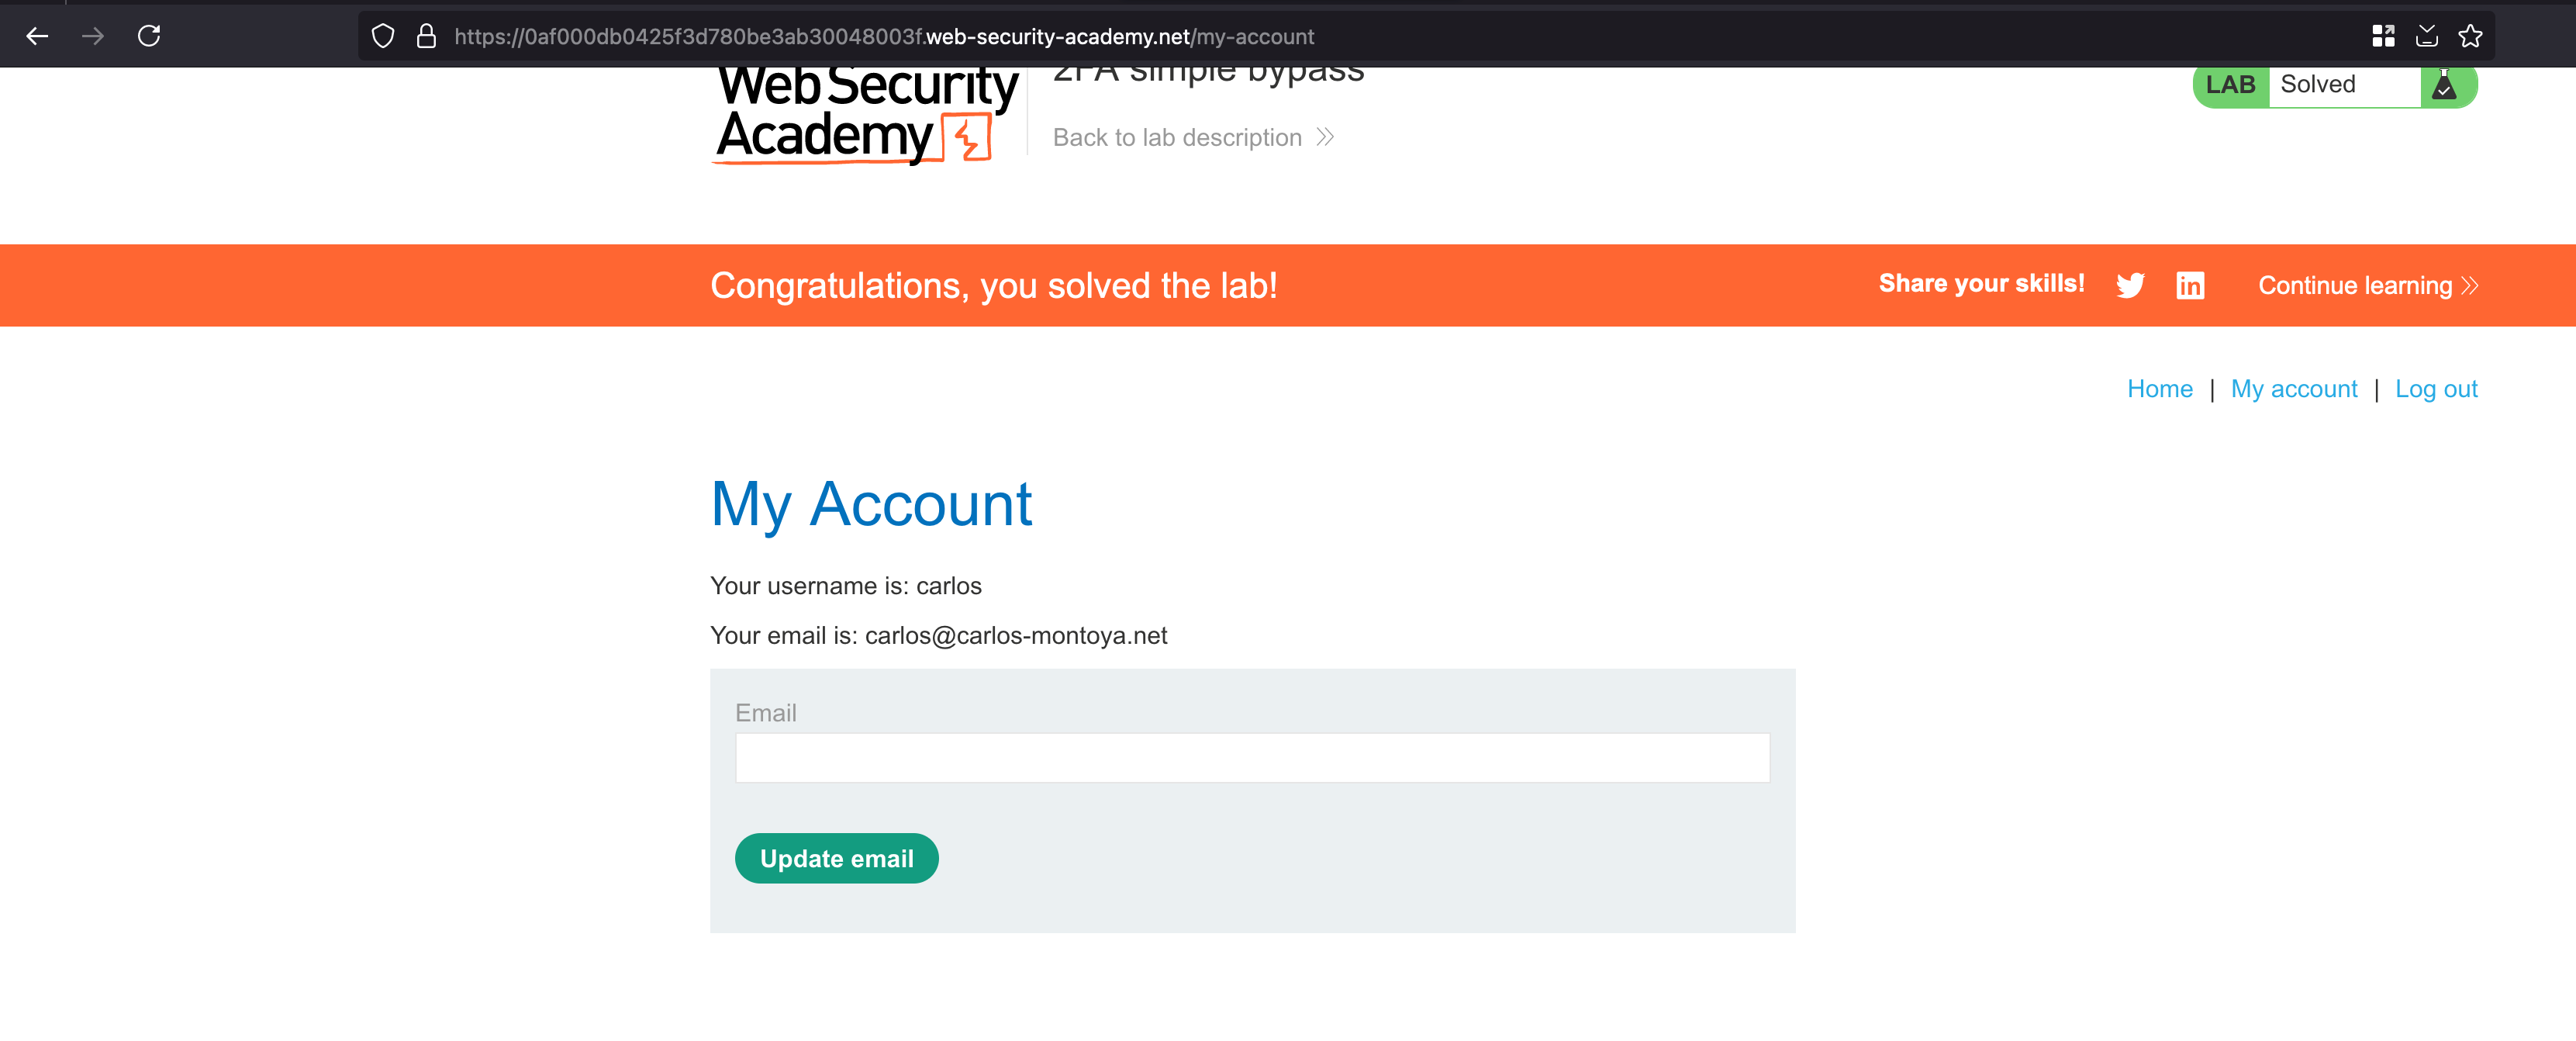 https://0af000db0425f3d780be3ab30048003f.web-security-academy.net/my-account
Web Security
Academy
2FA simple bypass
Back to lab description
LAB Solved
Congratulations, you solved the lab!
Share your skills!
Continue learning
Home | My account | Log out
My Account
Your username is: carlos
Your email is: carlos@carlos-montoya.net
Email
Update email